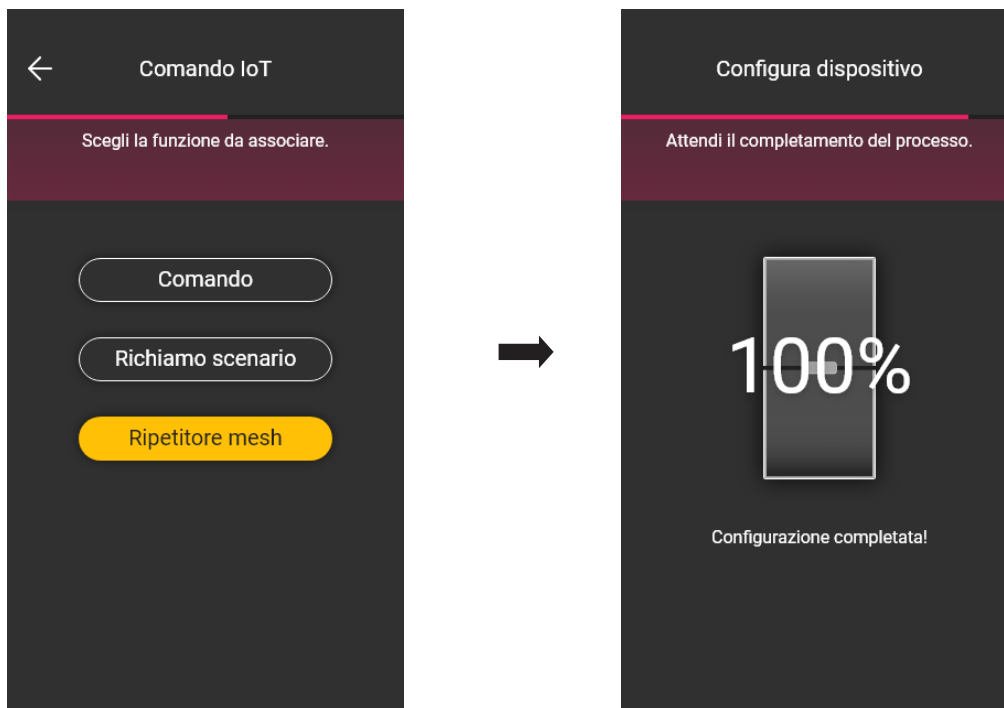 Comando IoT
Scegli la funzione da associare.
Comando
Richiamo scenario
Ripetitore mesh
Configura dispositivo
Attendi il completamento del processo.
100%
Configurazione completata!